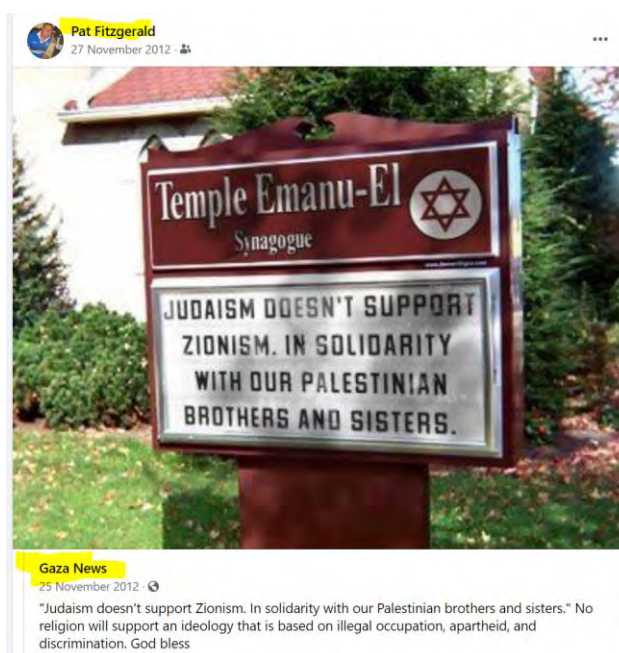 Pat Fitzgerald
27 November 2012 ·
Temple Emanu-El
Synagogue
JUDAISM DOESN'T SUPPORT
ZIONISM. IN SOLIDARITY
WITH OUR PALESTINIAN
BROTHERS AND SISTERS.
Gaza News
25 November 2012 ·
"Judaism doesn't support Zionism. In solidarity with our Palestinian brothers and sisters." No
religion will support an ideology that is based on illegal occupation, apartheid, and
discrimination. God bless